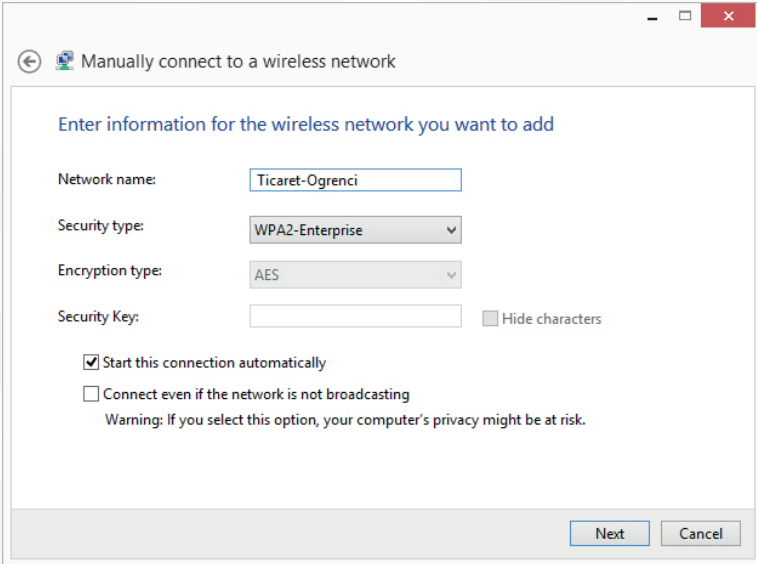 Manually connect to a wireless network
Enter information for the wireless network you want to add
Network name: Ticaret-Ogrenci
Security type: WPA2-Enterprise
Encryption type: AES
Security Key: Hide characters
Start this connection automatically
Connect even if the network is not broadcasting
Warning: If you select this option, your computer's privacy might be at risk.
Next Cancel